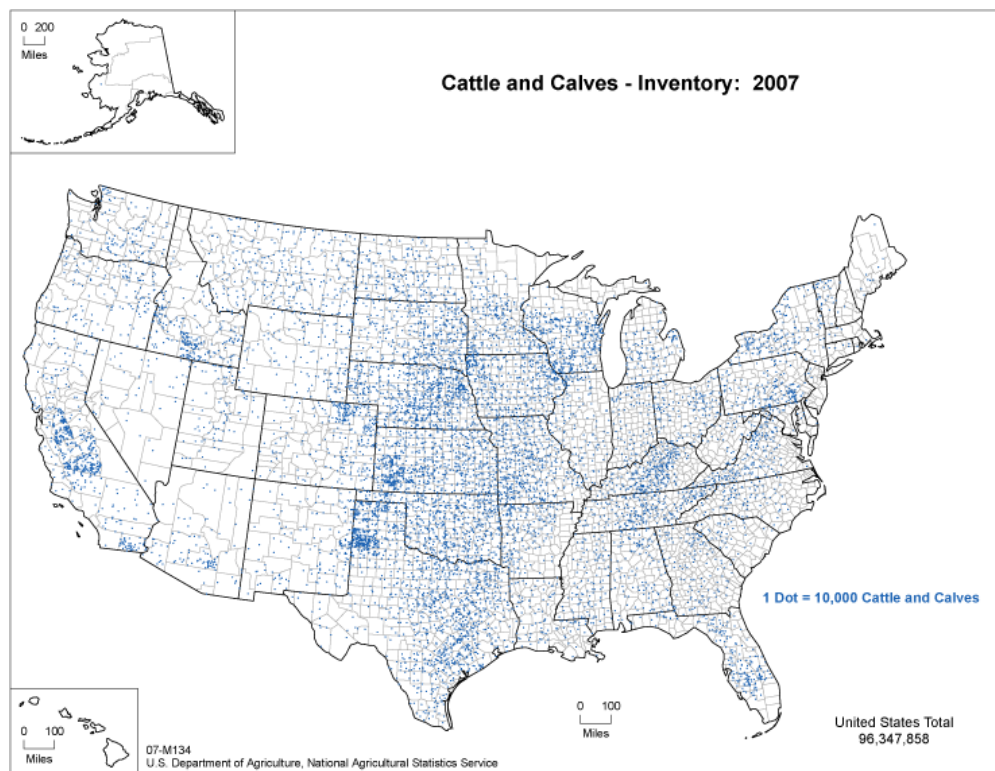 0 200
Miles
Cattle and Calves - Inventory: 2007
1 Dot = 10,000 Cattle and Calves
0 100
Miles
United States Total
96,347,858
0 100
Miles
07-M134
U.S. Department of Agriculture, National Agricultural Statistics Service